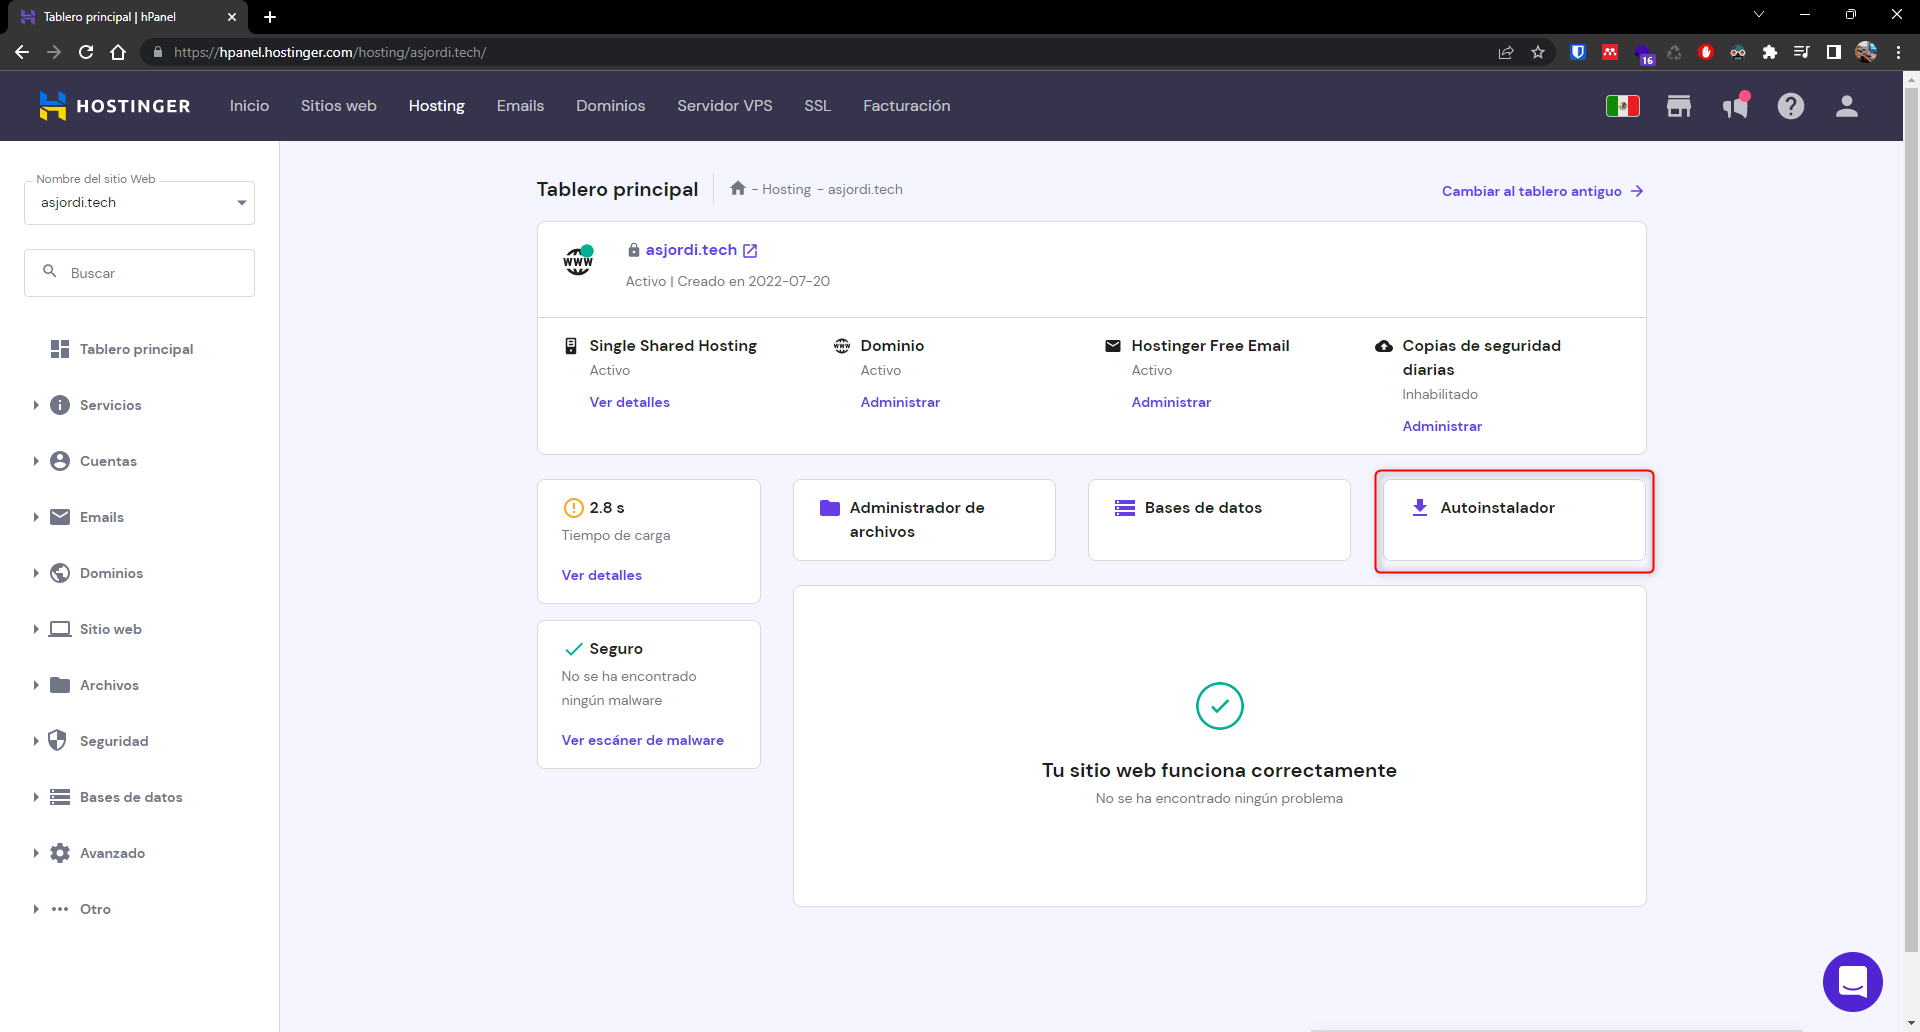 Tablero principal | hPanel
https://hpanel.hostinger.com/hosting/asjordi.tech/
16
HOSTINGER
Inicio
Sitios web
Hosting
Emails
Dominios
Servidor VPS
SSL
Facturación
Nombre del sitio Web
asjordi.tech
Buscar
Tablero principal
Servicios
Cuentas
Emails
Dominios
Sitio web
Archivos
Seguridad
Bases de datos
Avanzado
Otro
Tablero principal
- Hosting - asjordi.tech
Cambiar al tablero antiguo
www
asjordi.tech
Activo | Creado en 2022-07-20
Single Shared Hosting
Activo
Ver detalles
Dominio
Activo
Administrar
Hostinger Free Email
Activo
Administrar
Copias de seguridad
diarias
Inhabilitado
Administrar
2.8 s
Tiempo de carga
Ver detalles
Administrador de
archivos
Bases de datos
Autoinstalador
Seguro
No se ha encontrado
ningún malware
Ver escáner de malware
Tu sitio web funciona correctamente
No se ha encontrado ningún problema